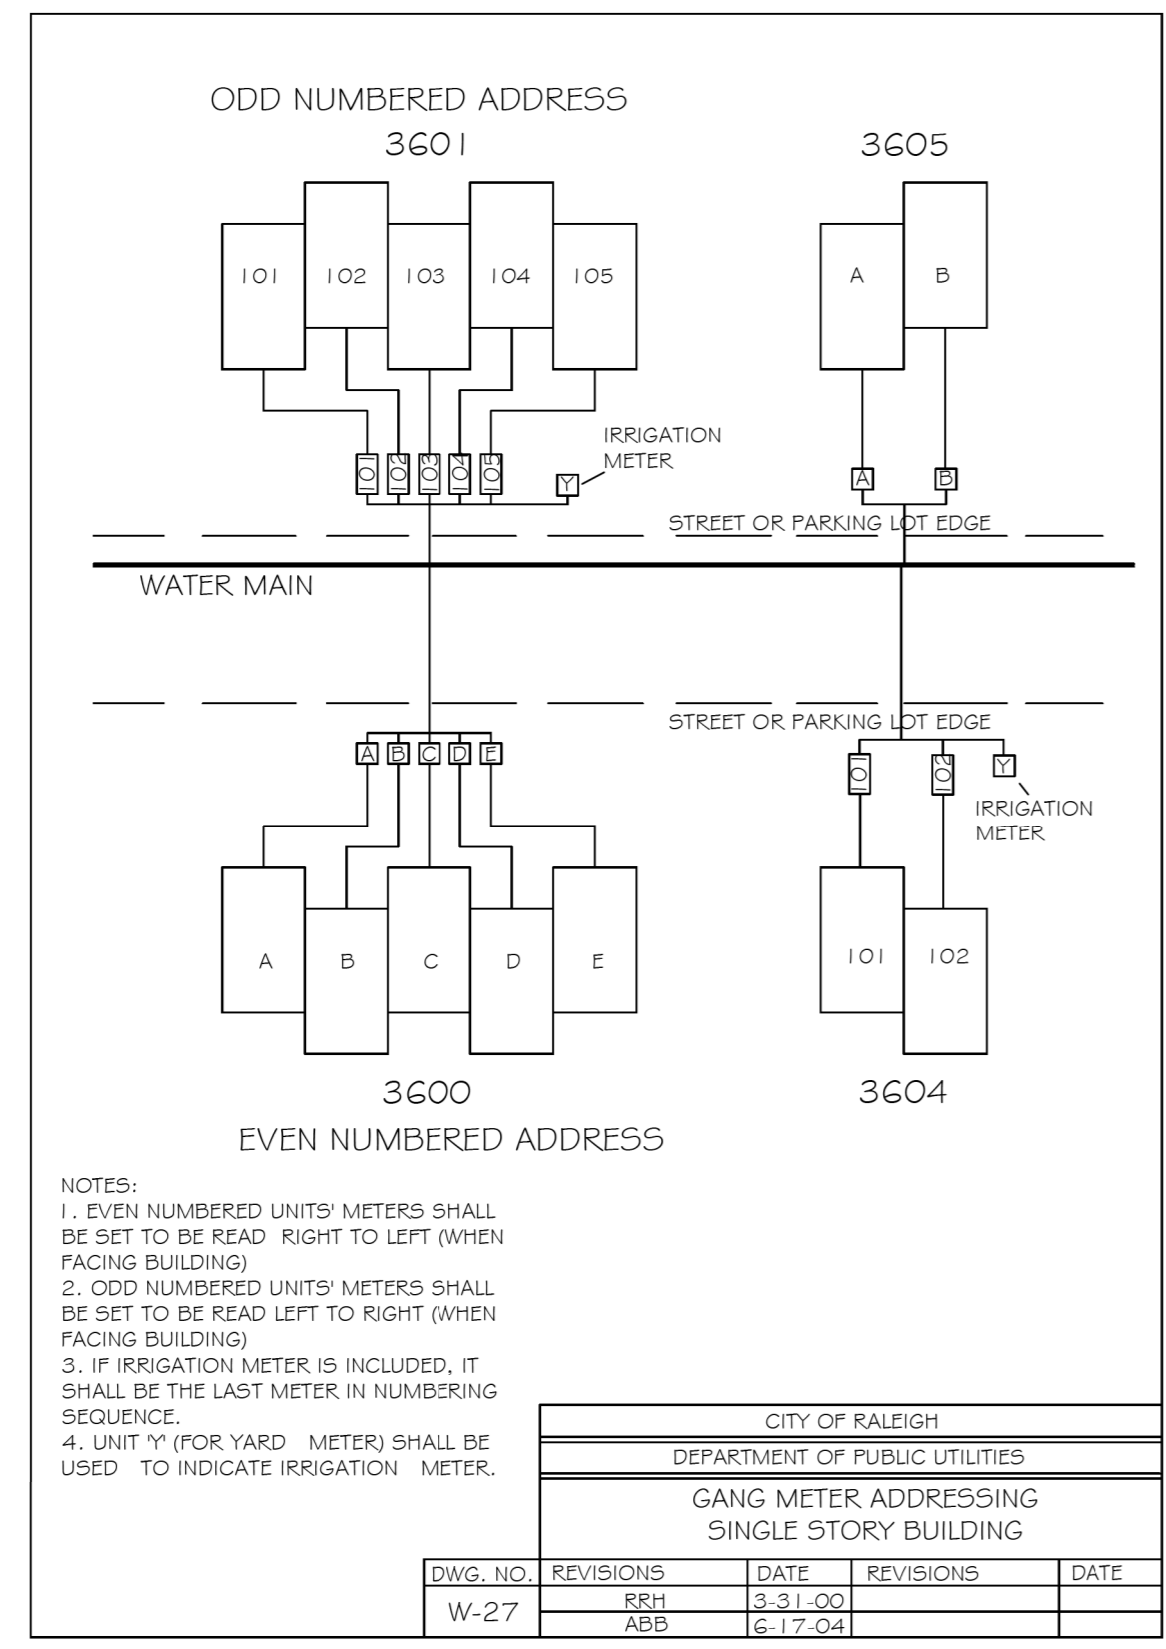 ODD NUMBERED ADDRESS
3601
3605
101 102 103 104 105
A B
IRRIGATION
METER
101 102 103 104 105 Y
A B
STREET OR PARKING LOT EDGE
WATER MAIN
STREET OR PARKING LOT EDGE
A B C D E
101 102 Y
IRRIGATION
METER
A B C D E
101 102
3600
3604
EVEN NUMBERED ADDRESS
NOTES:
1. EVEN NUMBERED UNITS' METERS SHALL
BE SET TO BE READ RIGHT TO LEFT (WHEN
FACING BUILDING)
2. ODD NUMBERED UNITS' METERS SHALL
BE SET TO BE READ LEFT TO RIGHT (WHEN
FACING BUILDING)
3. IF IRRIGATION METER IS INCLUDED, IT
SHALL BE THE LAST METER IN NUMBERING
SEQUENCE.
4. UNIT 'Y' (FOR YARD METER) SHALL BE
USED TO INDICATE IRRIGATION METER.
CITY OF RALEIGH
DEPARTMENT OF PUBLIC UTILITIES
GANG METER ADDRESSING
SINGLE STORY BUILDING
DWG. NO. REVISIONS DATE REVISIONS DATE
W-27
RRH 3-31-00
ABB 6-17-04